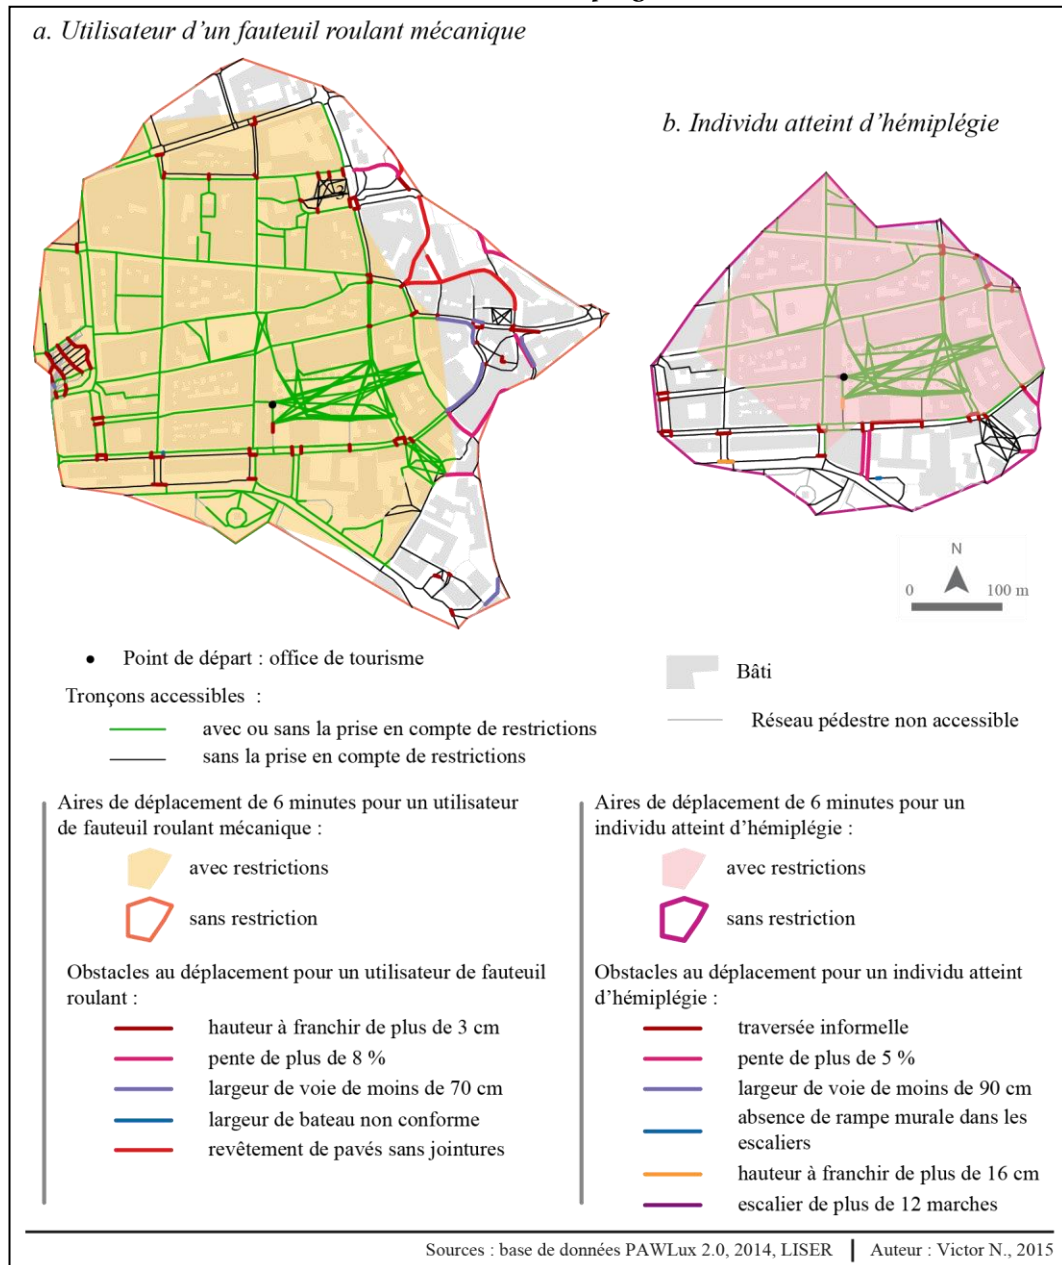 a. Utilisateur d'un fauteuil roulant mécanique
b. Individu atteint d'hémiplégie
N
0 100 m
Point de départ : office de tourisme
Tronçons accessibles :
avec ou sans la prise en compte de restrictions
sans la prise en compte de restrictions
Bâti
Réseau pédestre non accessible
Aires de déplacement de 6 minutes pour un utilisateur
de fauteuil roulant mécanique :
avec restrictions
sans restriction
Obstacles au déplacement pour un utilisateur de fauteuil
roulant :
hauteur à franchir de plus de 3 cm
pente de plus de 8 %
largeur de voie de moins de 70 cm
largeur de bateau non conforme
revêtement de pavés sans jointures
Aires de déplacement de 6 minutes pour un
individu atteint d'hémiplégie :
avec restrictions
sans restriction
Obstacles au déplacement pour un individu atteint
d'hémiplégie :
traversée informelle
pente de plus de 5 %
largeur de voie de moins de 90 cm
absence de rampe murale dans les
escaliers
hauteur à franchir de plus de 16 cm
escalier de plus de 12 marches
Sources : base de données PAWLux 2.0, 2014, LISER | Auteur : Victor N., 2015